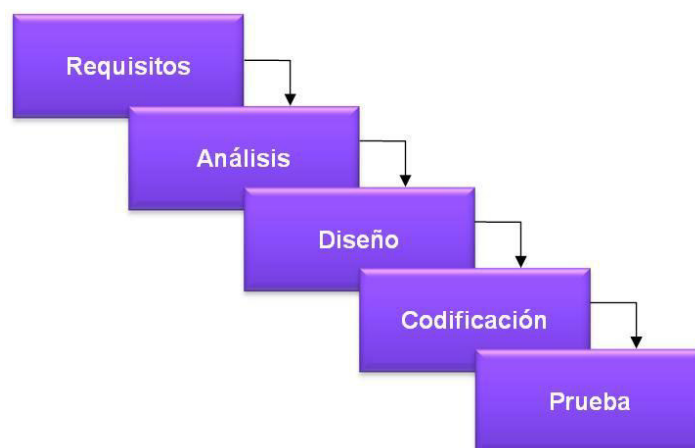 Requisitos
Análisis
Diseño
Codificación
Prueba